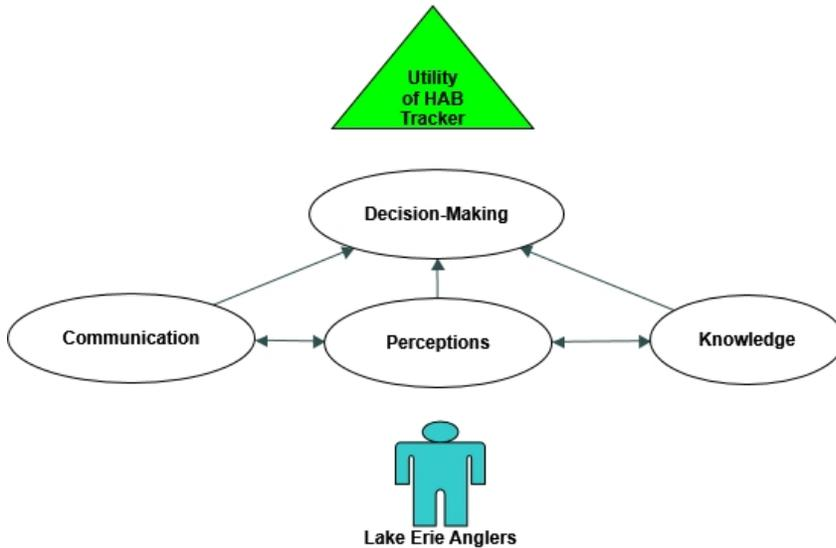 Utility
of HAB
Tracker
Decision-Making
Communication
Perceptions
Knowledge
Lake Erie Anglers